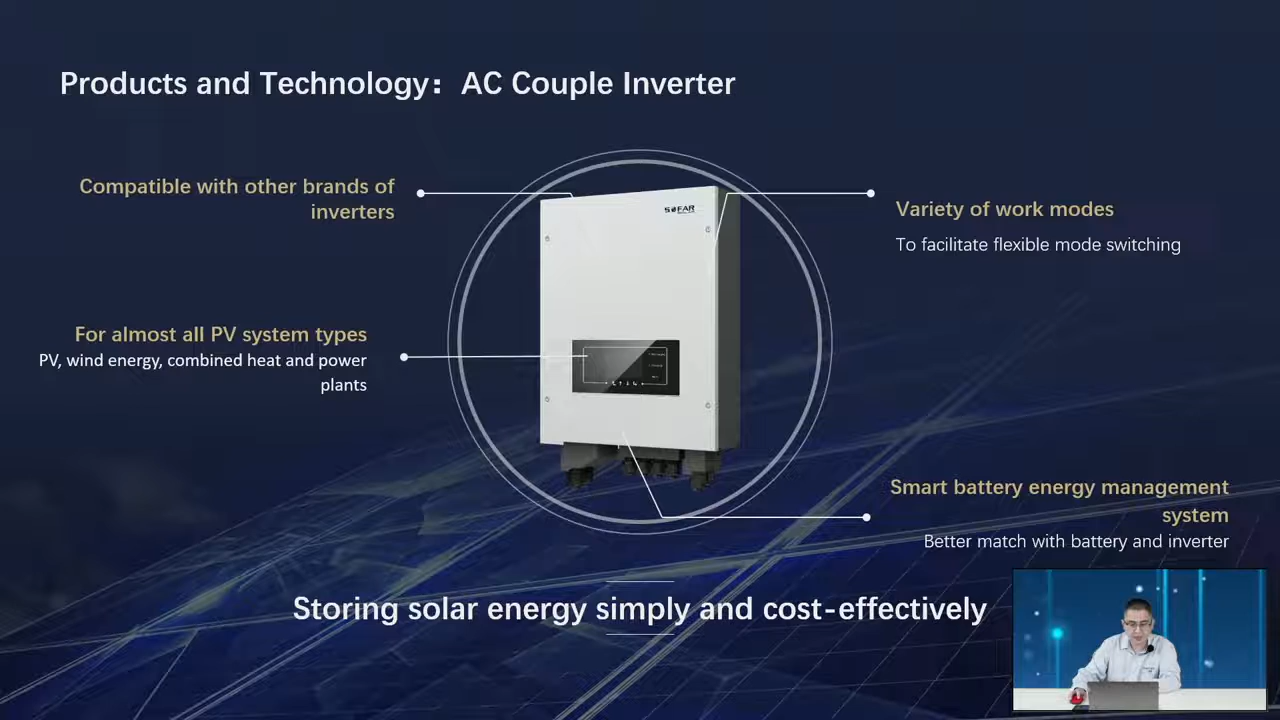 Products and Technology： AC Couple Inverter
Compatible with other brands of
inverters
SOFAR
Variety of work modes
To facilitate flexible mode switching
For almost all PV system types
PV, wind energy, combined heat and power
plants
Smart battery energy management
system
Better match with battery and inverter
Storing solar energy simply and cost-effectively